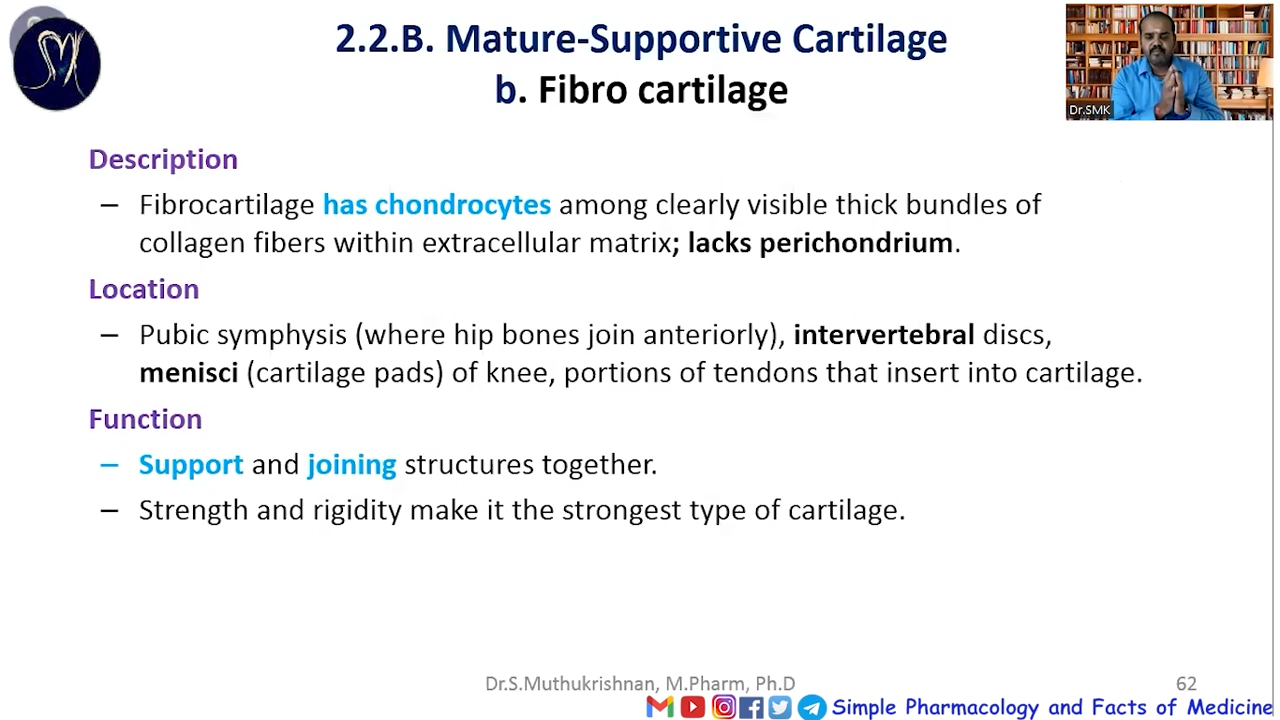 2.2.B. Mature-Supportive Cartilage
b. Fibro cartilage
Dr.SMK
Description
– Fibrocartilage has chondrocytes among clearly visible thick bundles of
collagen fibers within extracellular matrix; lacks perichondrium.
Location
– Pubic symphysis (where hip bones join anteriorly), intervertebral discs,
menisci (cartilage pads) of knee, portions of tendons that insert into cartilage.
Function
– Support and joining structures together.
– Strength and rigidity make it the strongest type of cartilage.
Dr.S.Muthukrishnan, M.Pharm, Ph.D
62
Simple Pharmacology and Facts of Medicine